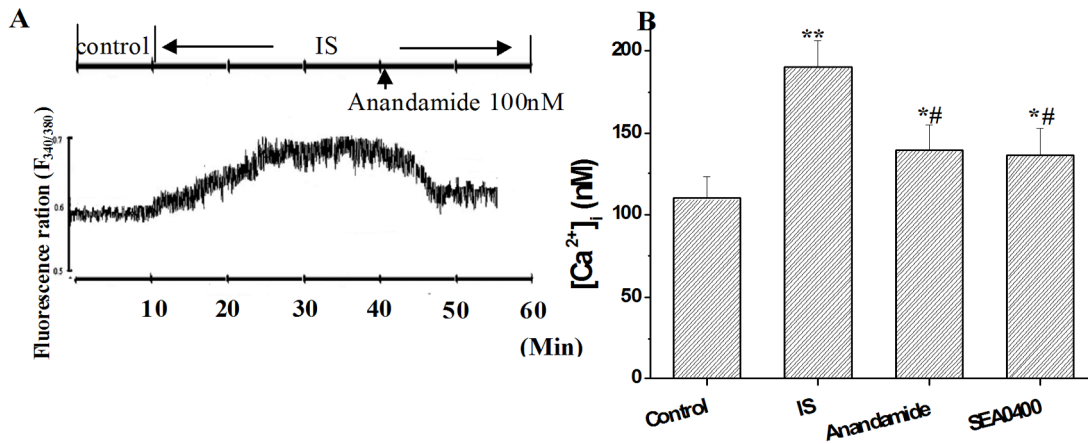 A
control
IS
Anandamide 100nM
Fluorescence ration (F340/380)
0.7
0.6
0.5
10 20 30 40 50 60
(Min)
B
[Ca2+]i (nM)
200
150
100
50
0
**
*#
*#
Control
IS
Anandamide
SEA0400